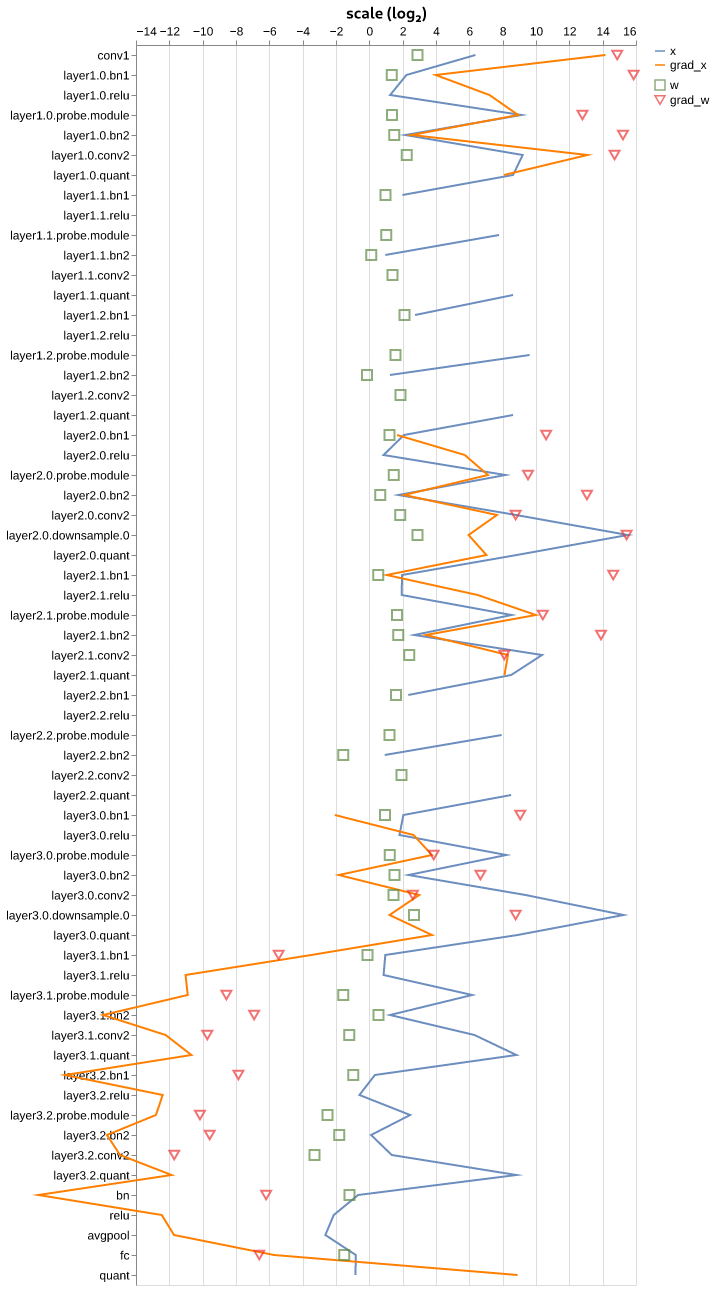 scale (log₂)
−14 −12 −10 −8 −6 −4 −2 0 2 4 6 8 10 12 14 16
x
grad_x
w
grad_w
conv1
layer1.0.bn1
layer1.0.relu
layer1.0.probe.module
layer1.0.bn2
layer1.0.conv2
layer1.0.quant
layer1.1.bn1
layer1.1.relu
layer1.1.probe.module
layer1.1.bn2
layer1.1.conv2
layer1.1.quant
layer1.2.bn1
layer1.2.relu
layer1.2.probe.module
layer1.2.bn2
layer1.2.conv2
layer1.2.quant
layer2.0.bn1
layer2.0.relu
layer2.0.probe.module
layer2.0.bn2
layer2.0.conv2
layer2.0.downsample.0
layer2.0.quant
layer2.1.bn1
layer2.1.relu
layer2.1.probe.module
layer2.1.bn2
layer2.1.conv2
layer2.1.quant
layer2.2.bn1
layer2.2.relu
layer2.2.probe.module
layer2.2.bn2
layer2.2.conv2
layer2.2.quant
layer3.0.bn1
layer3.0.relu
layer3.0.probe.module
layer3.0.bn2
layer3.0.conv2
layer3.0.downsample.0
layer3.0.quant
layer3.1.bn1
layer3.1.relu
layer3.1.probe.module
layer3.1.bn2
layer3.1.conv2
layer3.1.quant
layer3.2.bn1
layer3.2.relu
layer3.2.probe.module
layer3.2.bn2
layer3.2.conv2
layer3.2.quant
bn
relu
avgpool
fc
quant